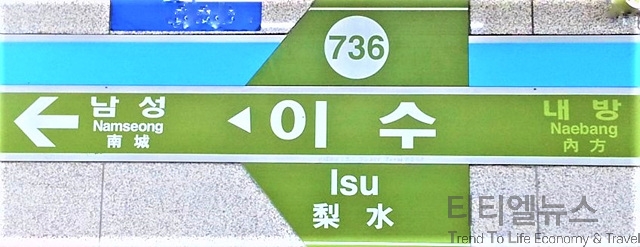 736
남성
Namseong
南城
이수
Isu
梨水
내방
Naebang
內方
티티엘뉴스
Trend To Life Economy & Travel